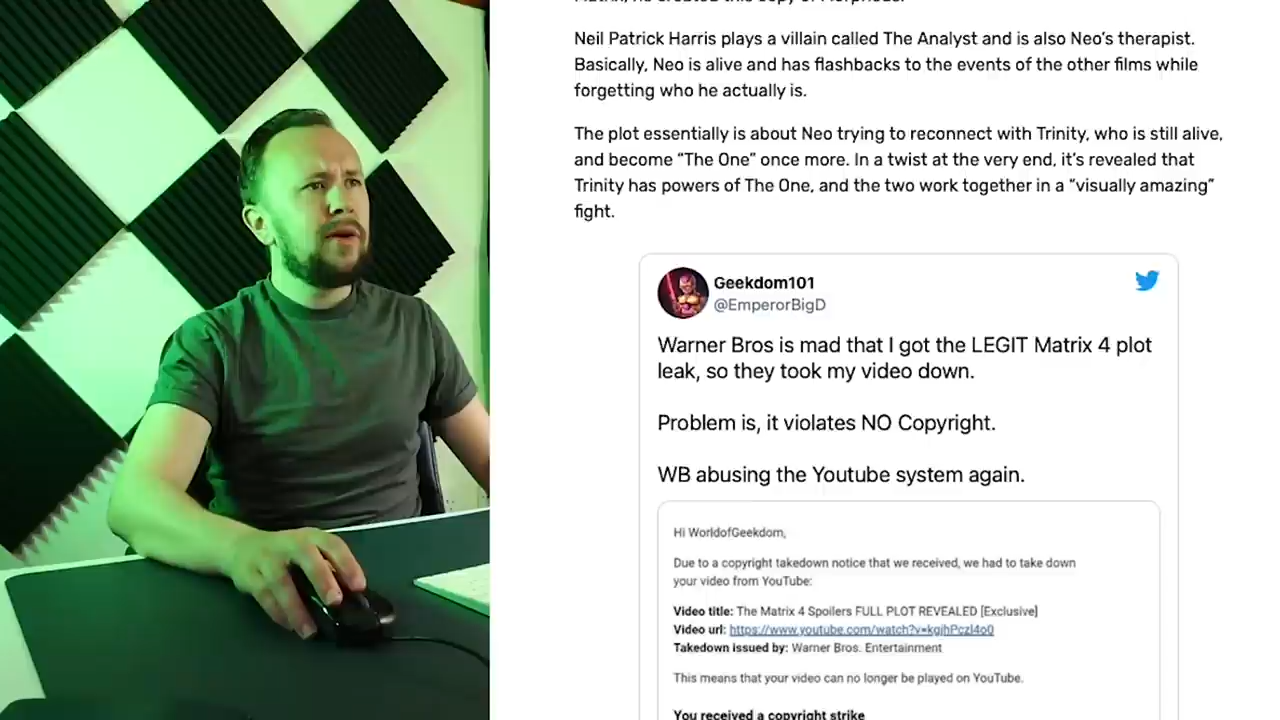 Matrix, he created this copy of Morpheus.
Neil Patrick Harris plays a villain called The Analyst and is also Neo's therapist.
Basically, Neo is alive and has flashbacks to the events of the other films while
forgetting who he actually is.
The plot essentially is about Neo trying to reconnect with Trinity, who is still alive,
and become “The One” once more. In a twist at the very end, it's revealed that
Trinity has powers of The One, and the two work together in a “visually amazing”
fight.
Geekdom101
@EmperorBigD
Warner Bros is mad that I got the LEGIT Matrix 4 plot
leak, so they took my video down.
Problem is, it violates NO Copyright.
WB abusing the Youtube system again.
Hi WorldofGeekdom,
Due to a copyright takedown notice that we received, we had to take down
your video from YouTube:
Video title: The Matrix 4 Spoilers FULL PLOT REVEALED [Exclusive]
Video url: https://www.youtube.com/watch?v=kgjhPczI4o0
Takedown issued by: Warner Bros. Entertainment
This means that your video can no longer be played on YouTube.
You received a copyright strike